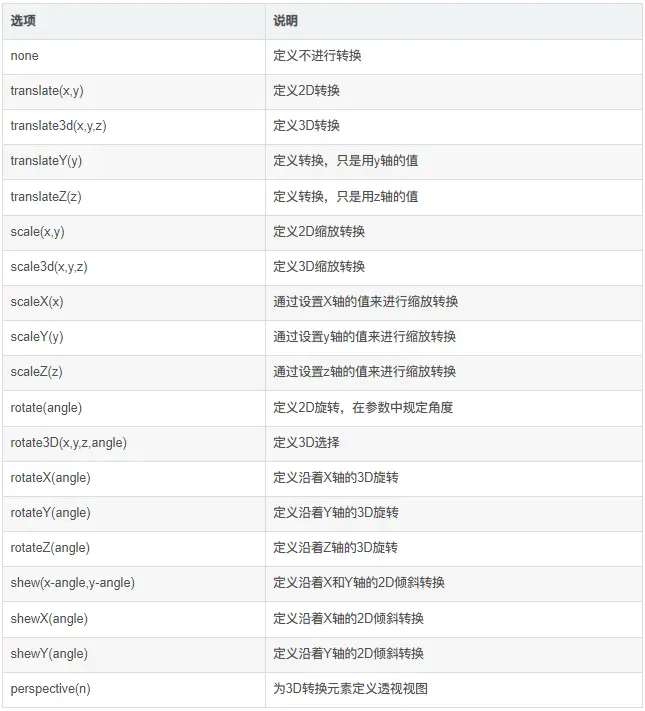 选项 说明
none 定义不进行转换
translate(x,y) 定义2D转换
translate3d(x,y,z) 定义3D转换
translateY(y) 定义转换，只是用y轴的值
translateZ(z) 定义转换，只是用z轴的值
scale(x,y) 定义2D缩放转换
scale3d(x,y,z) 定义3D缩放转换
scaleX(x) 通过设置X轴的值来进行缩放转换
scaleY(y) 通过设置y轴的值来进行缩放转换
scaleZ(z) 通过设置z轴的值来进行缩放转换
rotate(angle) 定义2D旋转，在参数中规定角度
rotate3D(x,y,z,angle) 定义3D选择
rotateX(angle) 定义沿着X轴的3D旋转
rotateY(angle) 定义沿着Y轴的3D旋转
rotateZ(angle) 定义沿着Z轴的3D旋转
shew(x-angle,y-angle) 定义沿着X和Y轴的2D倾斜转换
shewX(angle) 定义沿着X轴的2D倾斜转换
shewY(angle) 定义沿着Y轴的2D倾斜转换
perspective(n) 为3D转换元素定义透视视图